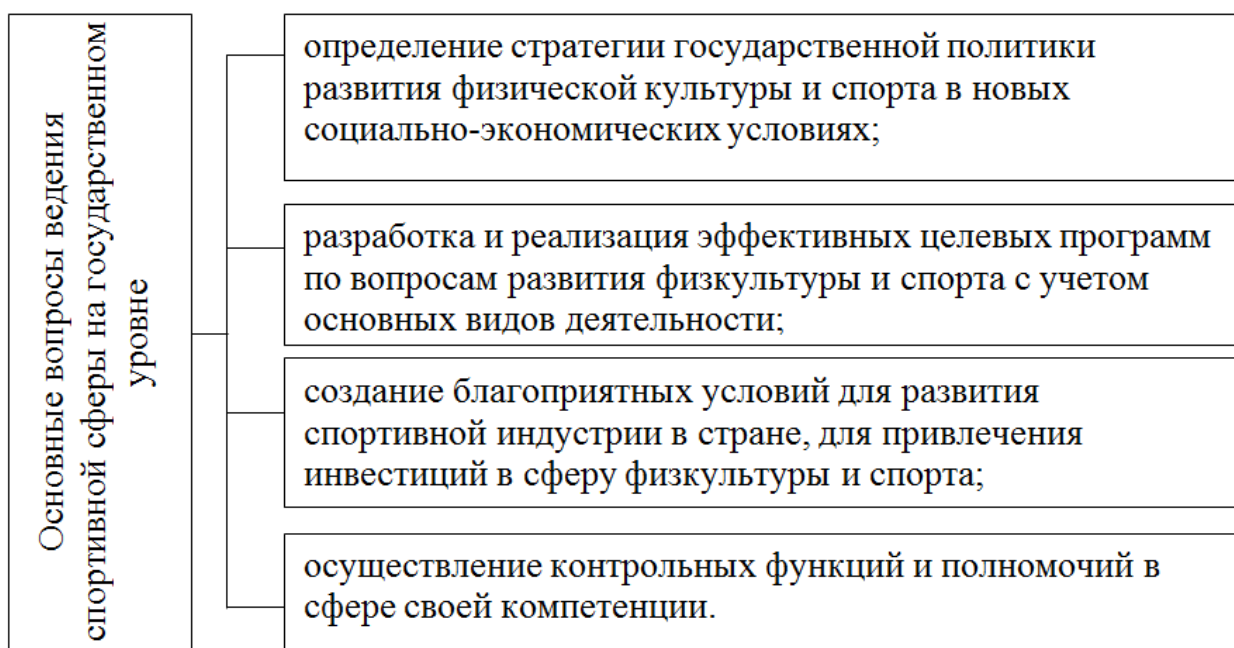 Основные вопросы ведения
спортивной сферы на государственном
уровне
определение стратегии государственной политики
развития физической культуры и спорта в новых
социально-экономических условиях;
разработка и реализация эффективных целевых программ
по вопросам развития физкультуры и спорта с учетом
основных видов деятельности;
создание благоприятных условий для развития
спортивной индустрии в стране, для привлечения
инвестиций в сферу физкультуры и спорта;
осуществление контрольных функций и полномочий в
сфере своей компетенции.